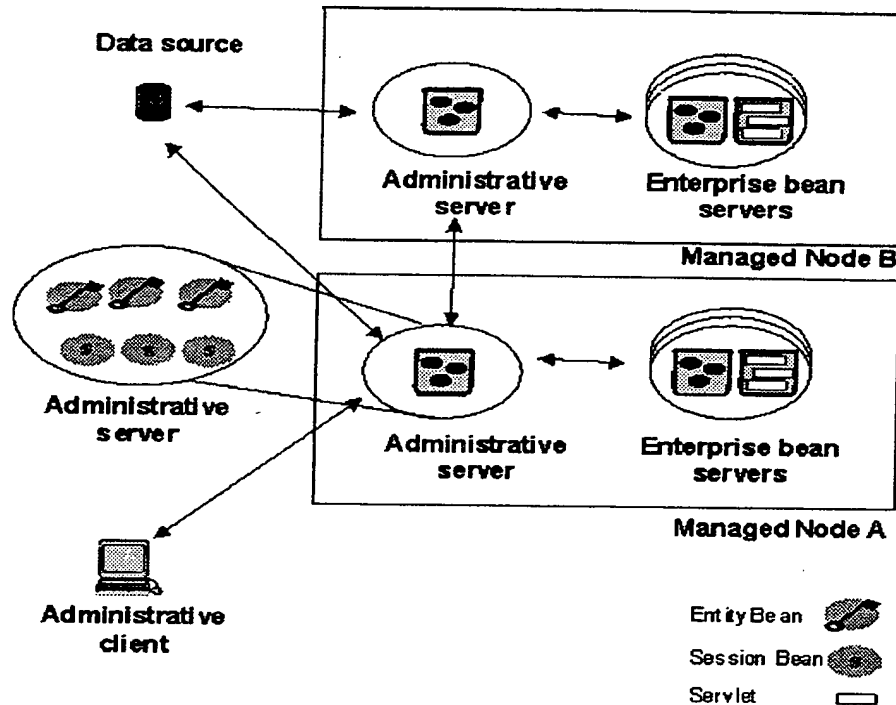 Data source
Administrative
server
Enterprise bean
servers
Managed Node B
Administrative
server
S S S
Administrative
server
Enterprise bean
servers
Managed Node A
Administrative
client
Entity Bean
Session Bean S
Servlet